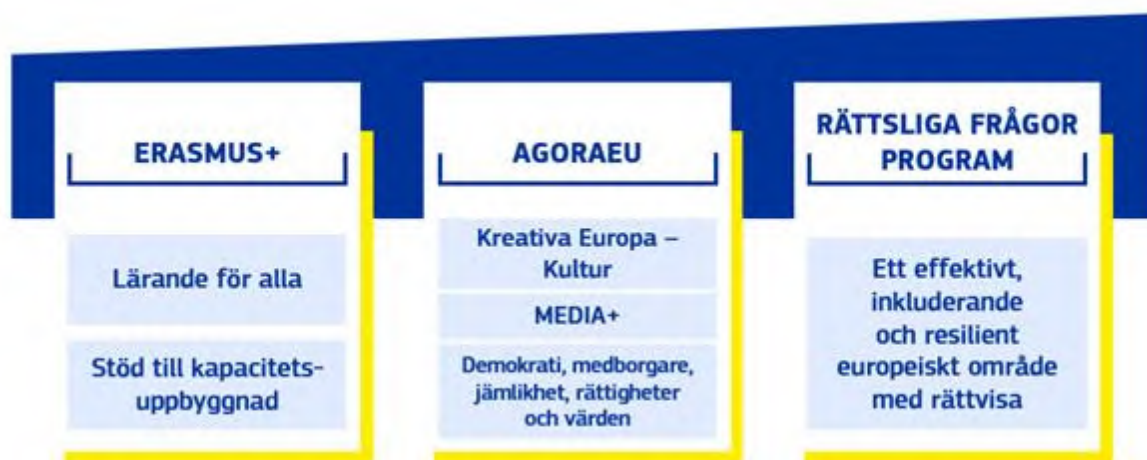 ERASMUS+
Lärande för alla
Stöd till kapacitets-
uppbyggnad
AGORAEU
Kreativa Europa –
Kultur
MEDIA+
Demokrati, medborgare,
jämlikhet, rättigheter
och värden
RÄTTSLIGA FRÅGOR
PROGRAM
Ett effektivt,
inkluderande
och resilient
europeiskt område
med rättvisa